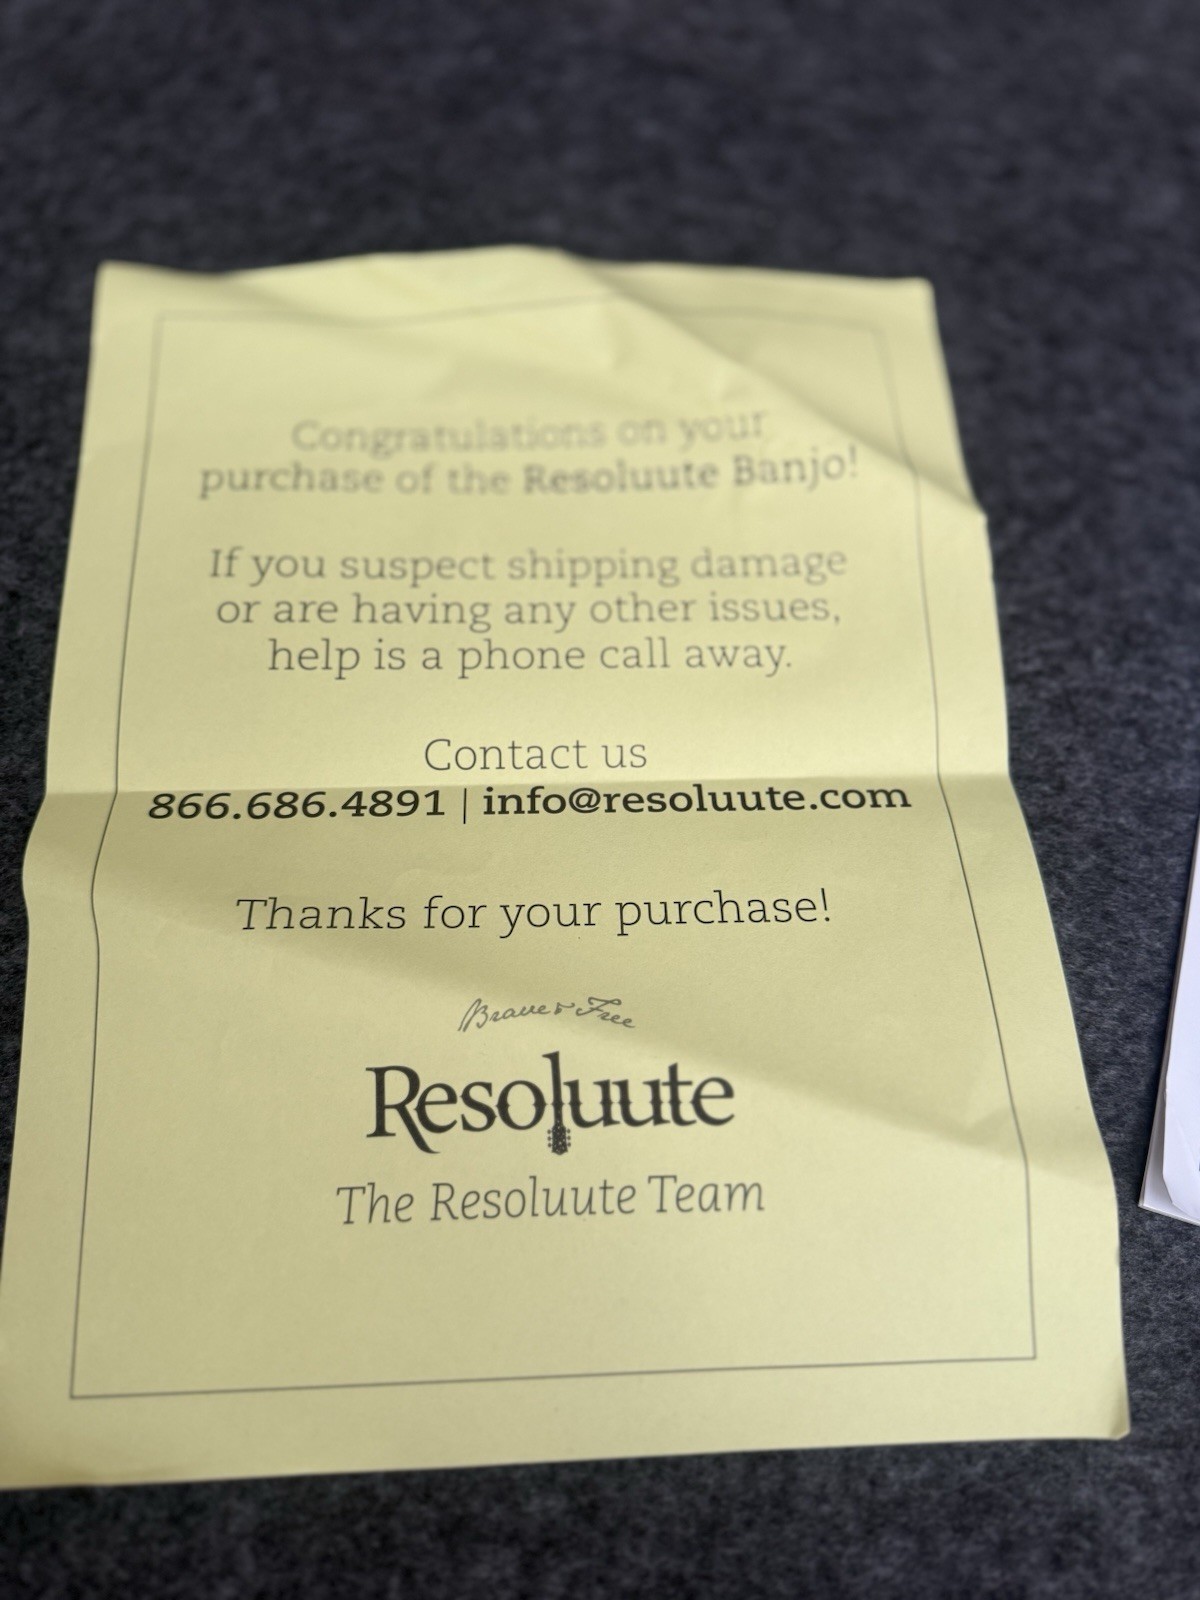 Congratulations on your
purchase of the Resoluute Banjo!
If you suspect shipping damage
or are having any other issues,
help is a phone call away.
Contact us
866.686.4891 | info@resoluute.com
Thanks for your purchase!
Brave & Free
Resoluute
The Resoluute Team